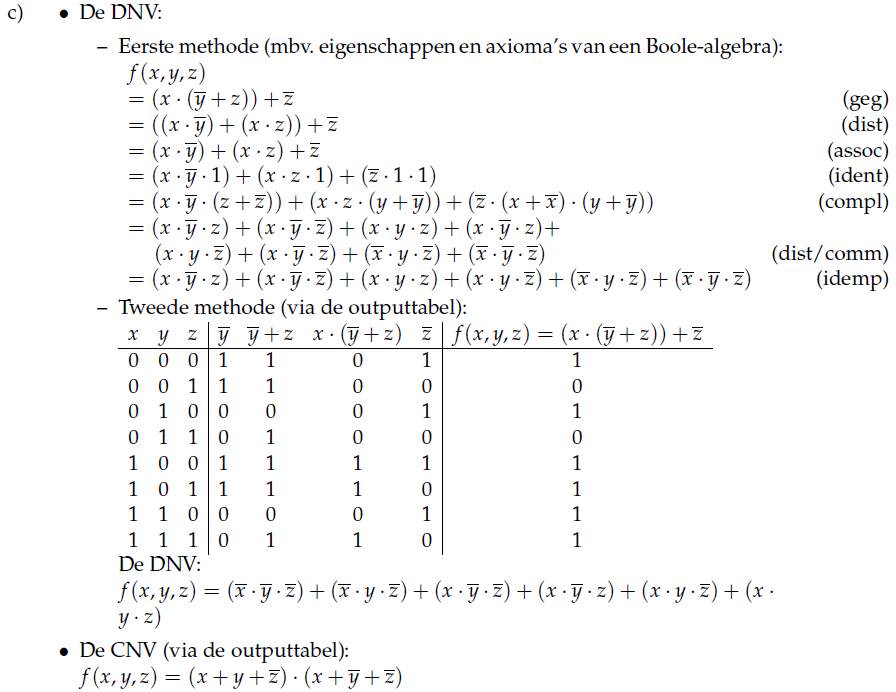 c) • De DNV:
– Eerste methode (mbv. eigenschappen en axioma's van een Boole-algebra):
f(x,y,z)
= (x · (y̅ + z)) + z̅ (geg)
= ((x · y̅) + (x · z)) + z̅ (dist)
= (x · y̅) + (x · z) + z̅ (assoc)
= (x · y̅ · 1) + (x · z · 1) + (z̅ · 1 · 1) (ident)
= (x · y̅ · (z + z̅)) + (x · z · (y + y̅)) + (z̅ · (x + x̅) · (y + y̅)) (compl)
= (x · y̅ · z) + (x · y̅ · z̅) + (x · y · z) + (x · y̅ · z)+
(x · y · z̅) + (x · y̅ · z̅) + (x̅ · y · z̅) + (x̅ · y̅ · z̅) (dist/comm)
= (x · y̅ · z) + (x · y̅ · z̅) + (x · y · z) + (x · y · z̅) + (x̅ · y · z̅) + (x̅ · y̅ · z̅) (idemp)
– Tweede methode (via de outputtabel):
x y z y̅ y̅ + z x · (y̅ + z) z̅ f(x,y,z) = (x · (y̅ + z)) + z̅
0 0 0 1 1 0 1 1
0 0 1 1 1 0 0 0
0 1 0 0 0 0 1 1
0 1 1 0 1 0 0 0
1 0 0 1 1 1 1 1
1 0 1 1 1 1 0 1
1 1 0 0 0 0 1 1
1 1 1 0 1 1 0 1
De DNV:
f(x,y,z) = (x̅ · y̅ · z̅) + (x̅ · y · z̅) + (x · y̅ · z̅) + (x · y̅ · z) + (x · y · z̅) + (x ·
y · z)
• De CNV (via de outputtabel):
f(x,y,z) = (x + y + z̅) · (x + y̅ + z̅)